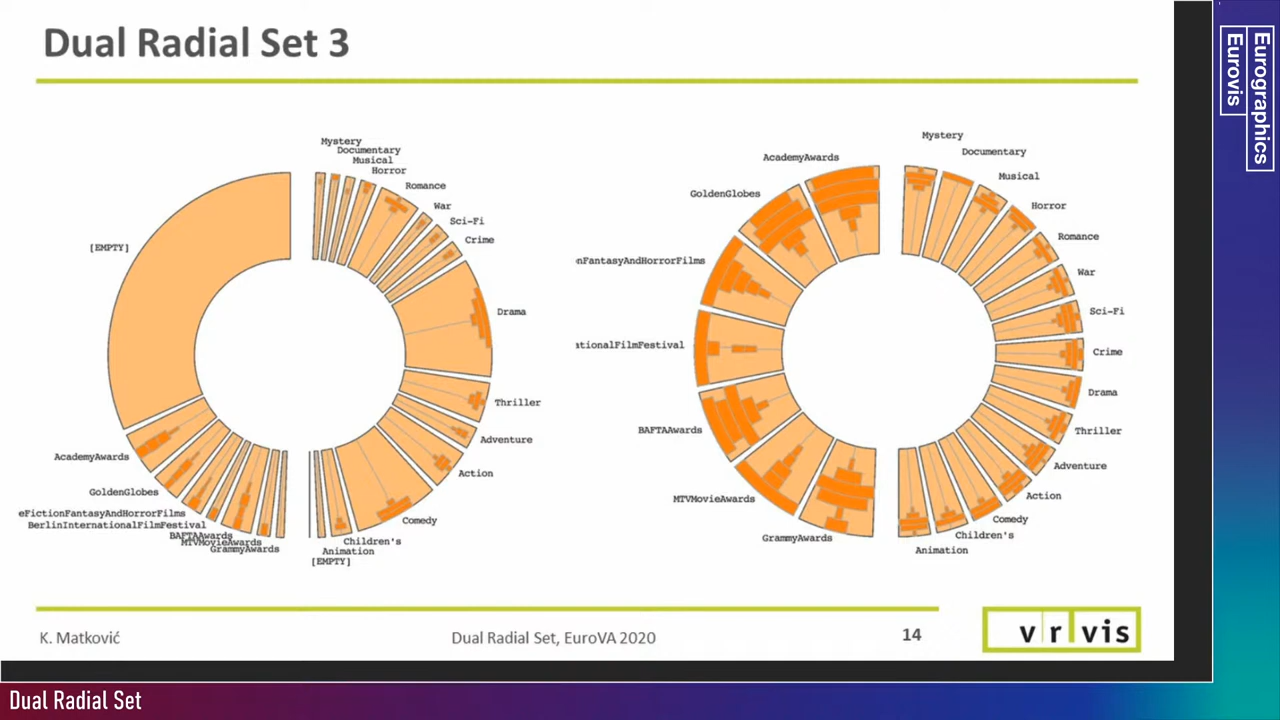 Dual Radial Set 3
Mystery
Documentary
Musical
Horror
Romance
War
Sci-Fi
Crime
Drama
Thriller
Adventure
Action
Comedy
Children's
Animation
[EMPTY]
[EMPTY]
AcademyAwards
GoldenGlobes
eFictionFantasyAndHorrorFilms
BerlinInternationalFilmFestival
BAFTAAwards
MTVMovieAwards
GrammyAwards
Mystery
Documentary
Musical
Horror
Romance
War
Sci-Fi
Crime
Drama
Thriller
Adventure
Action
Comedy
Children's
Animation
AcademyAwards
GoldenGlobes
nFantasyAndHorrorFilms
ationalFilmFestival
BAFTAAwards
MTVMovieAwards
GrammyAwards
K. Matković
Dual Radial Set, EuroVA 2020
14
vrvis
Eurographics
Eurovis
Dual Radial Set